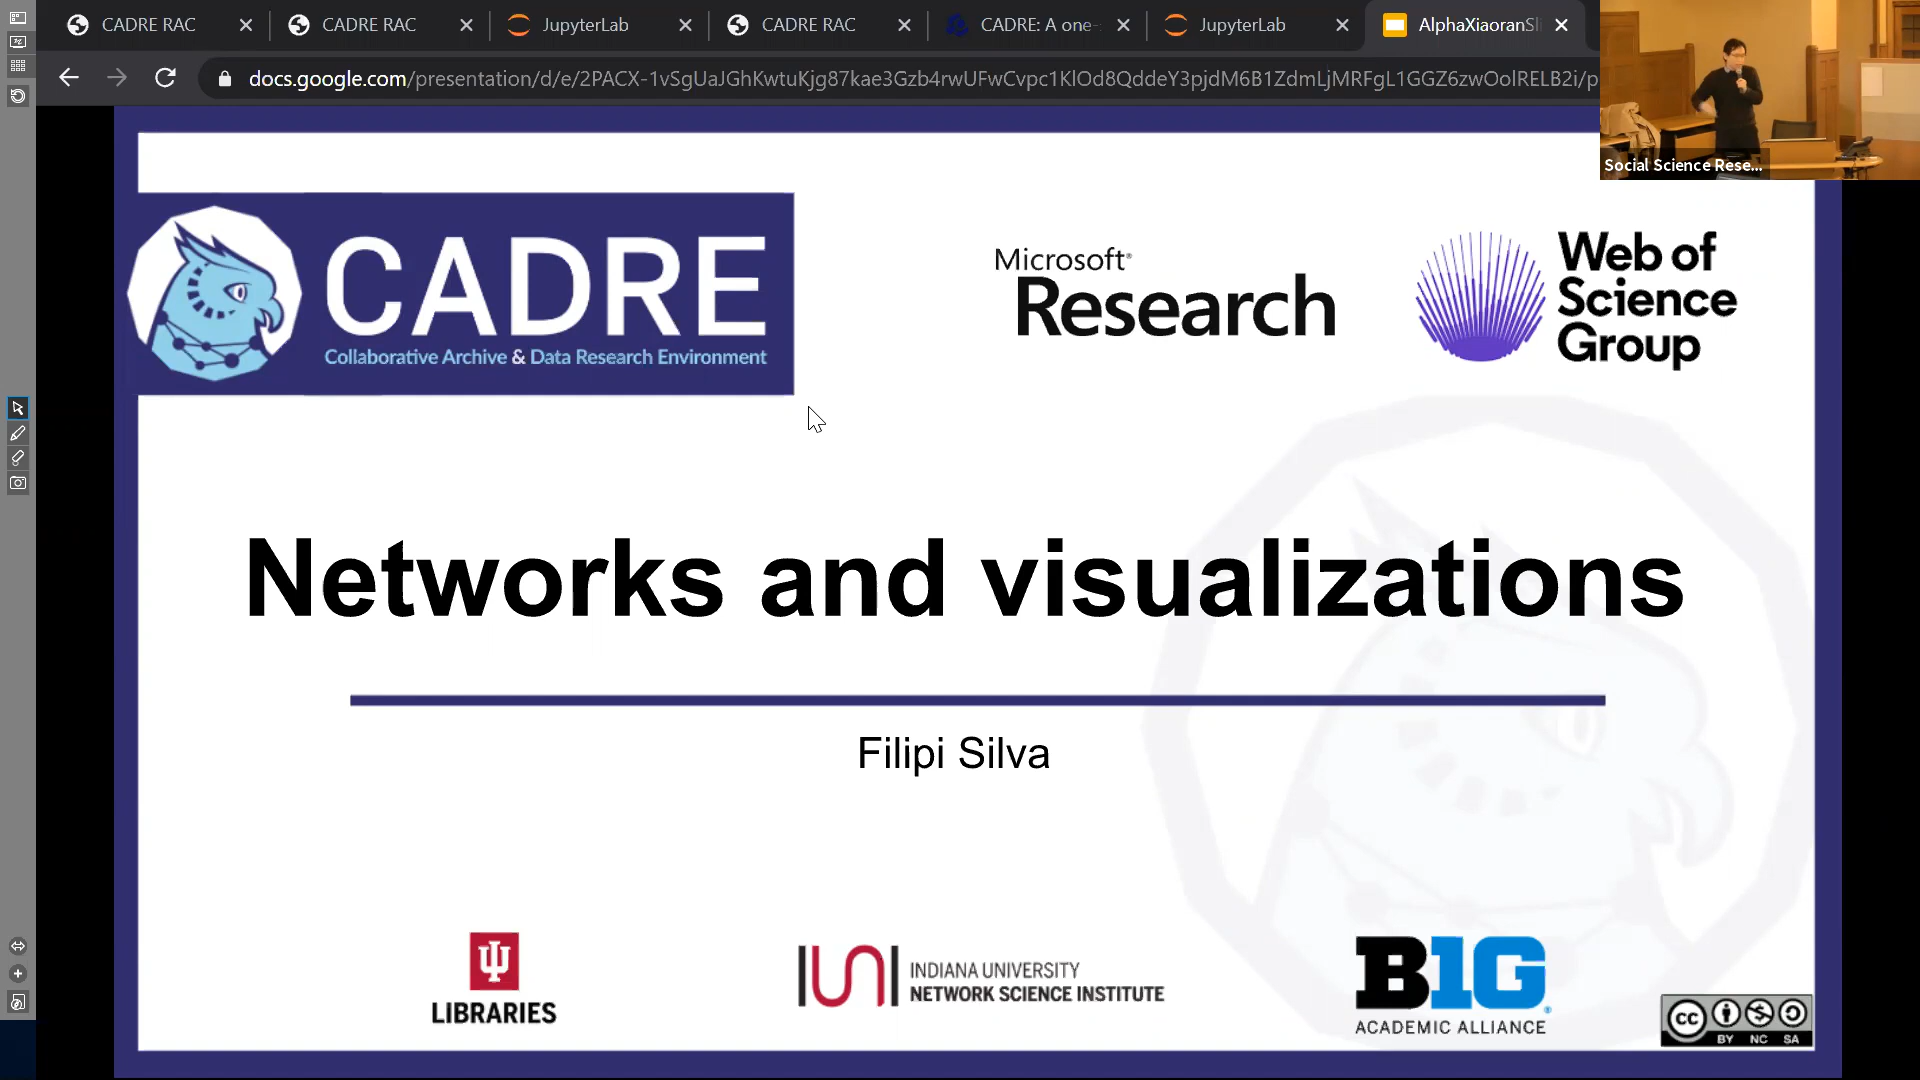 CADRE RAC
CADRE RAC
JupyterLab
CADRE RAC
CADRE: A one-
JupyterLab
AlphaXiaoranSli
docs.google.com/presentation/d/e/2PACX-1vSgUaJGhKwtuKjg87kae3Gzb4rwUFwCvpc1KlOd8QddeY3pjdM6B1ZdmLjMRFgL1GGZ6zwOolRELB2i/p
Social Science Rese...
CADRE
Collaborative Archive & Data Research Environment
Microsoft®
Research
Web of
Science
Group
Networks and visualizations
Filipi Silva
LIBRARIES
INDIANA UNIVERSITY
NETWORK SCIENCE INSTITUTE
B1G®
ACADEMIC ALLIANCE
cc
BY NC SA